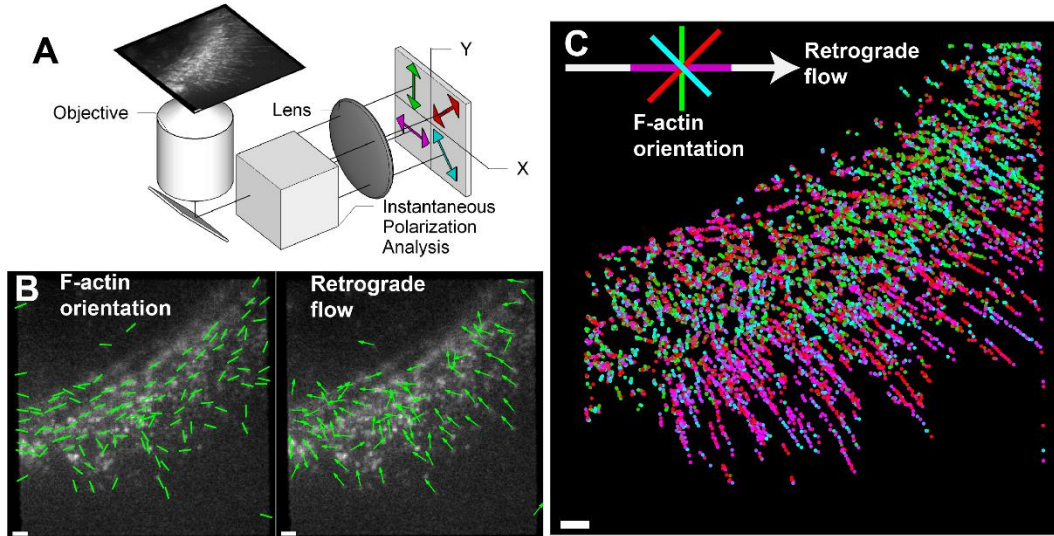 A
Objective
Lens
Y
X
Instantaneous
Polarization
Analysis
B
F-actin
orientation
Retrograde
flow
C
Retrograde
flow
F-actin
orientation